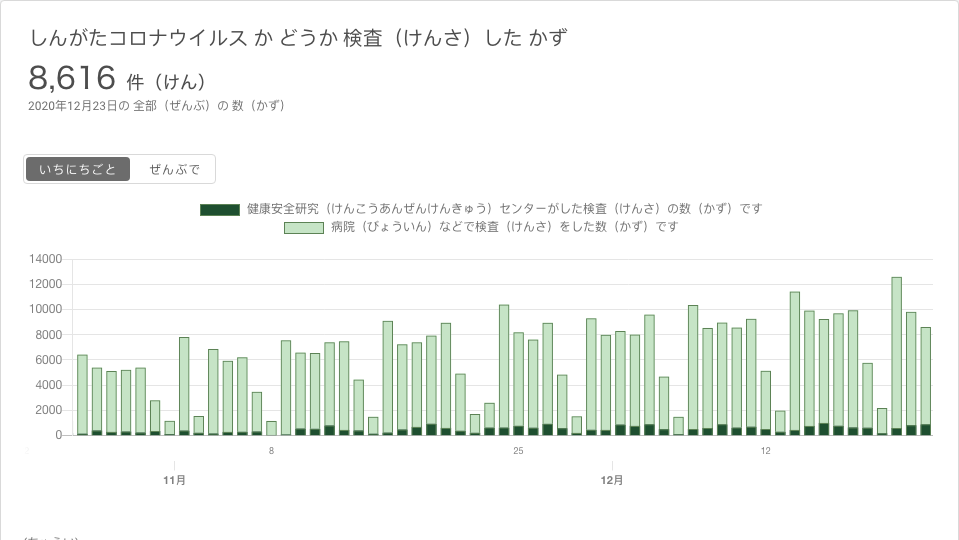 しんがたコロナウイルス か どうか 検査（けんさ）した かず
8,616 件（けん）
2020年12月23日の 全部（ぜんぶ）の 数（かず）
いちにちごと ぜんぶで
健康安全研究（けんこうあんぜんけんきゅう）センターがした検査（けんさ）の数（かず）です
病院（びょういん）などで検査（けんさ）をした数（かず）です
14000
12000
10000
8000
6000
4000
2000
0
8 25 12
11月 12月